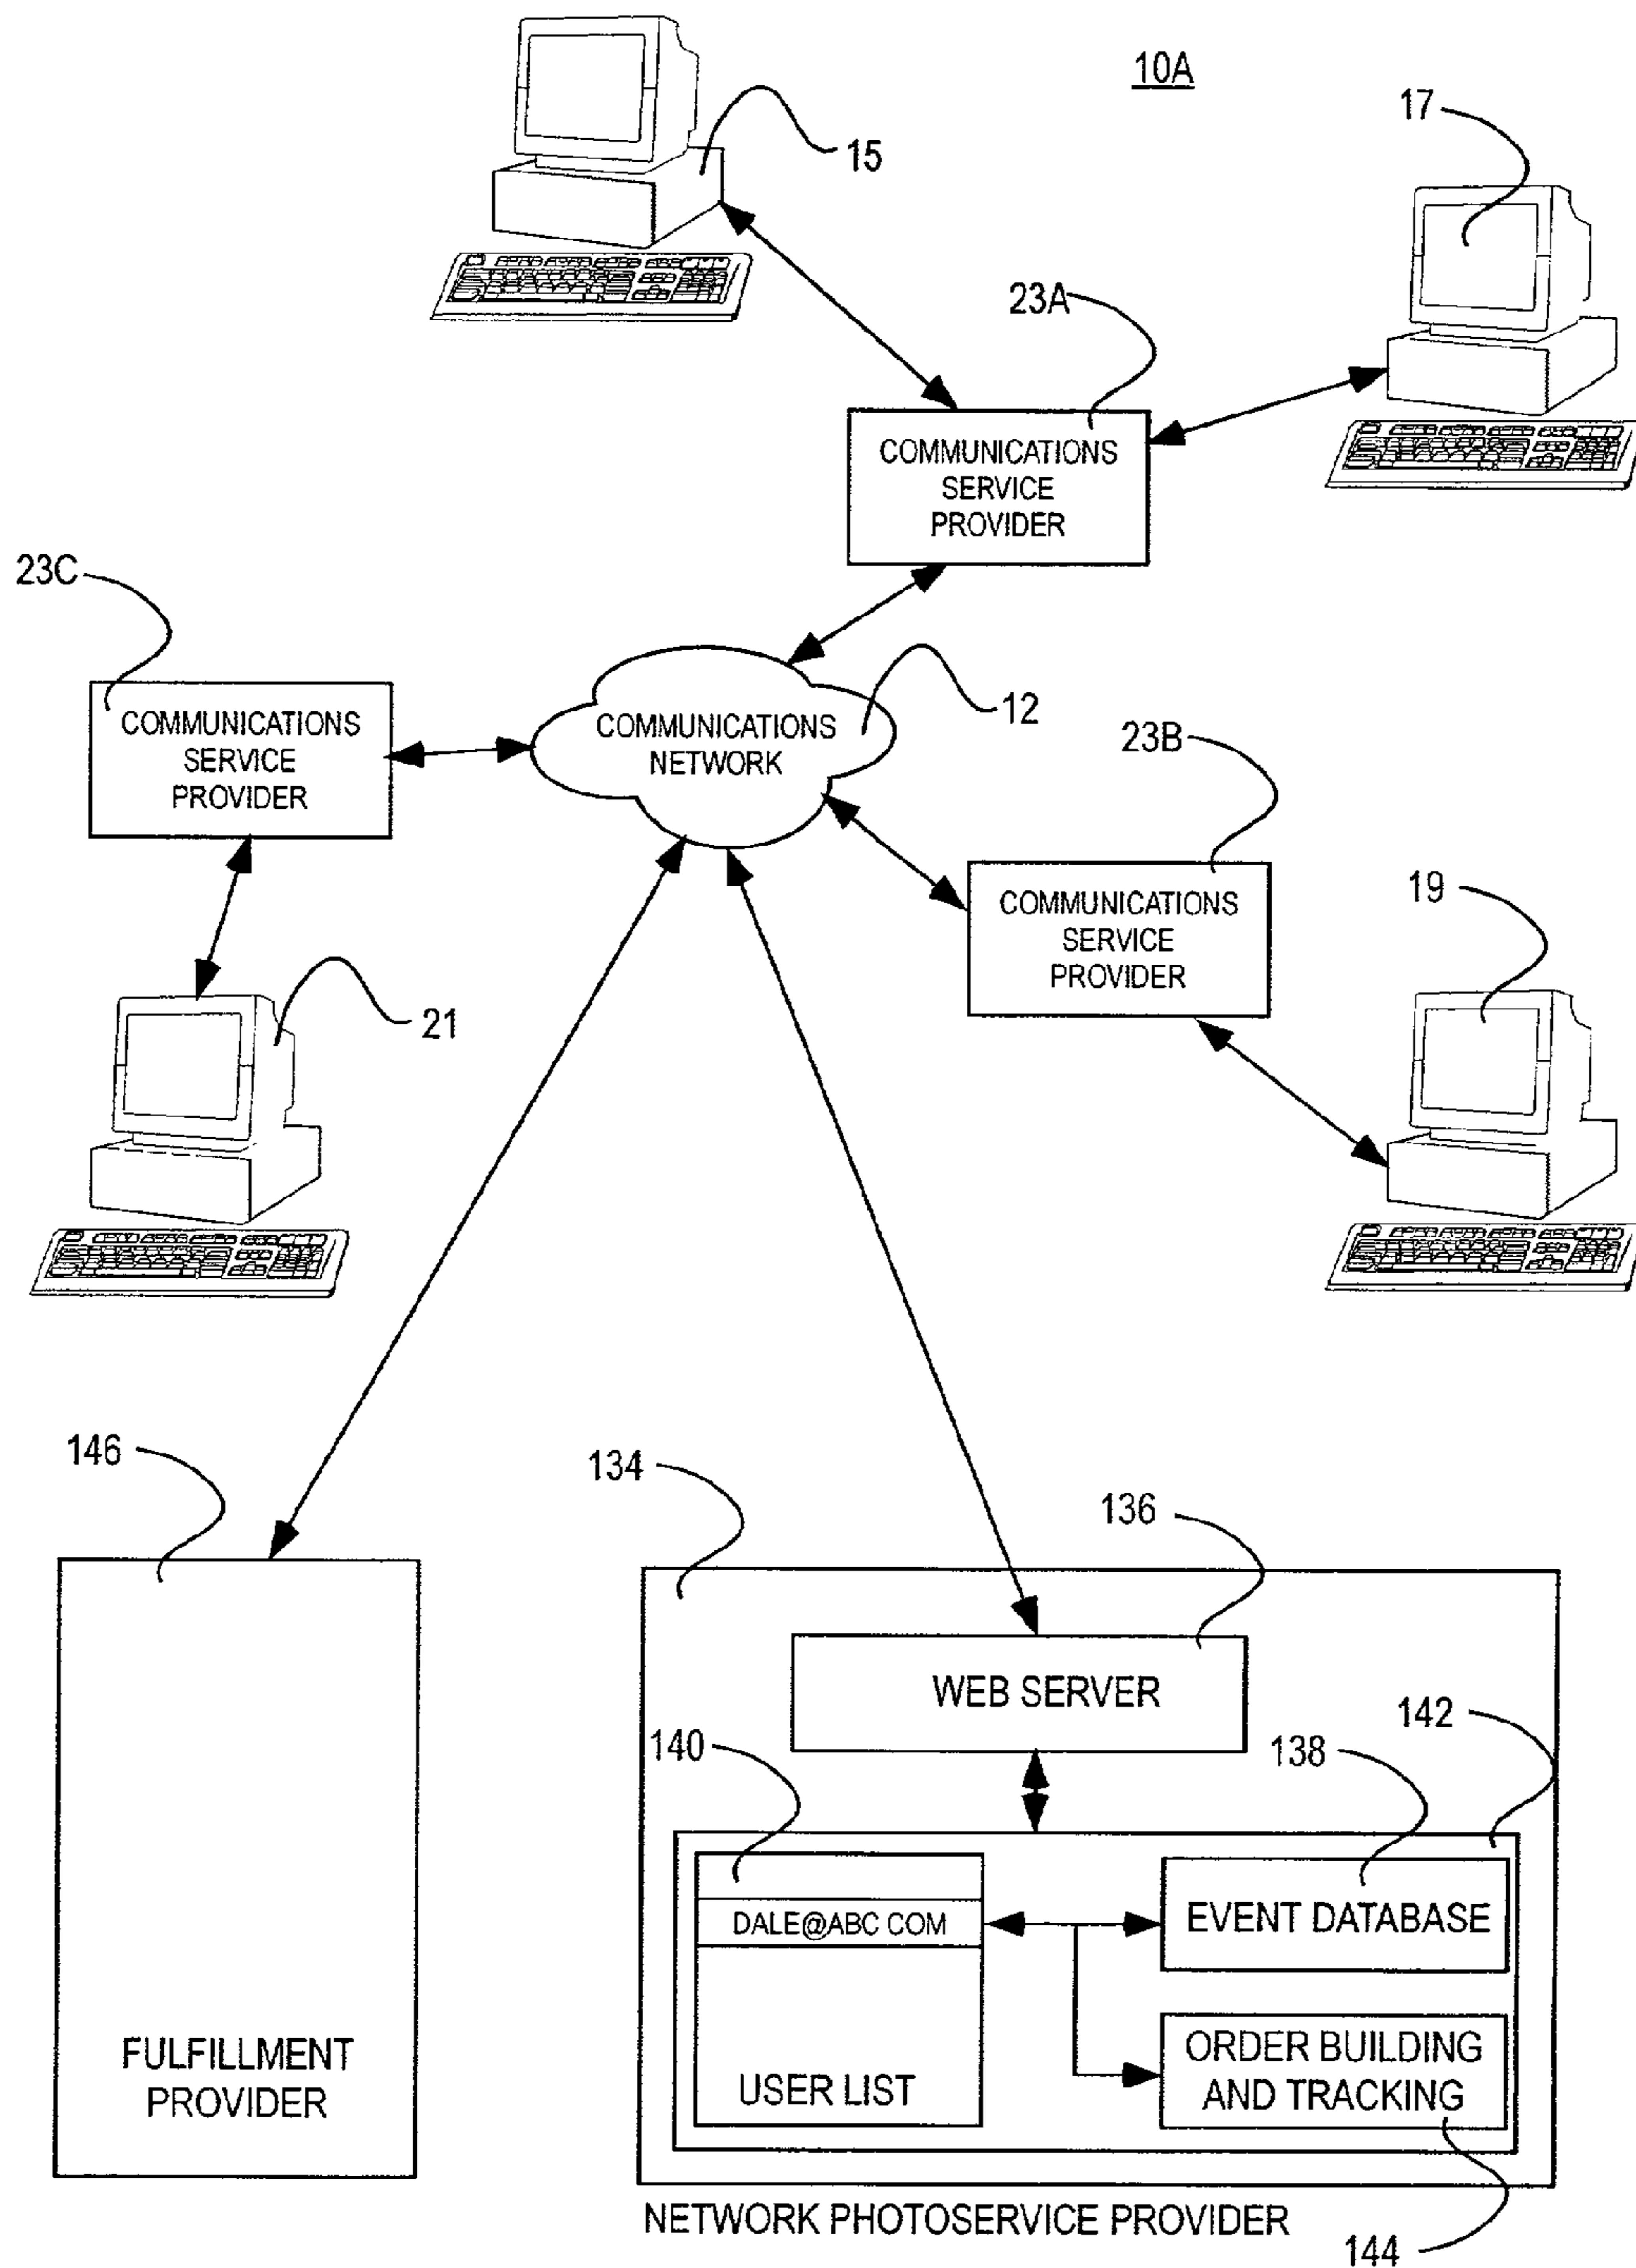 10A
15
17
23A
COMMUNICATIONS
SERVICE
PROVIDER
23C
COMMUNICATIONS
SERVICE
PROVIDER
COMMUNICATIONS
NETWORK
12
23B
COMMUNICATIONS
SERVICE
PROVIDER
19
21
146
134
136
WEB SERVER
140
138
142
DALE@ABC COM
EVENT DATABASE
FULFILLMENT
PROVIDER
USER LIST
ORDER BUILDING
AND TRACKING
NETWORK PHOTOSERVICE PROVIDER
144